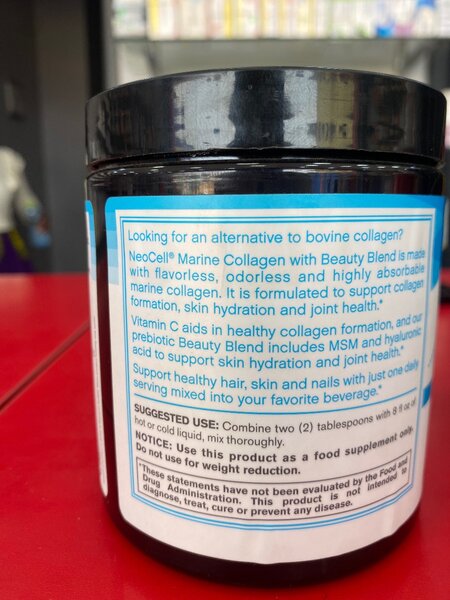 Looking for an alternative to bovine collagen?
NeoCell® Marine Collagen with Beauty Blend is made
with flavorless, odorless and highly absorbable
marine collagen. It is formulated to support collagen
formation, skin hydration and joint health.*
Vitamin C aids in healthy collagen formation, and our
prebiotic Beauty Blend includes MSM and hyaluronic
acid to support skin hydration and joint health.*
Support healthy hair, skin and nails with just one daily
serving mixed into your favorite beverage.*
SUGGESTED USE: Combine two (2) tablespoons with 8 fl oz of
hot or cold liquid, mix thoroughly.
NOTICE: Use this product as a food supplement only.
Do not use for weight reduction.
*These statements have not been evaluated by the Food and
Drug Administration. This product is not intended to
diagnose, treat, cure or prevent any disease.